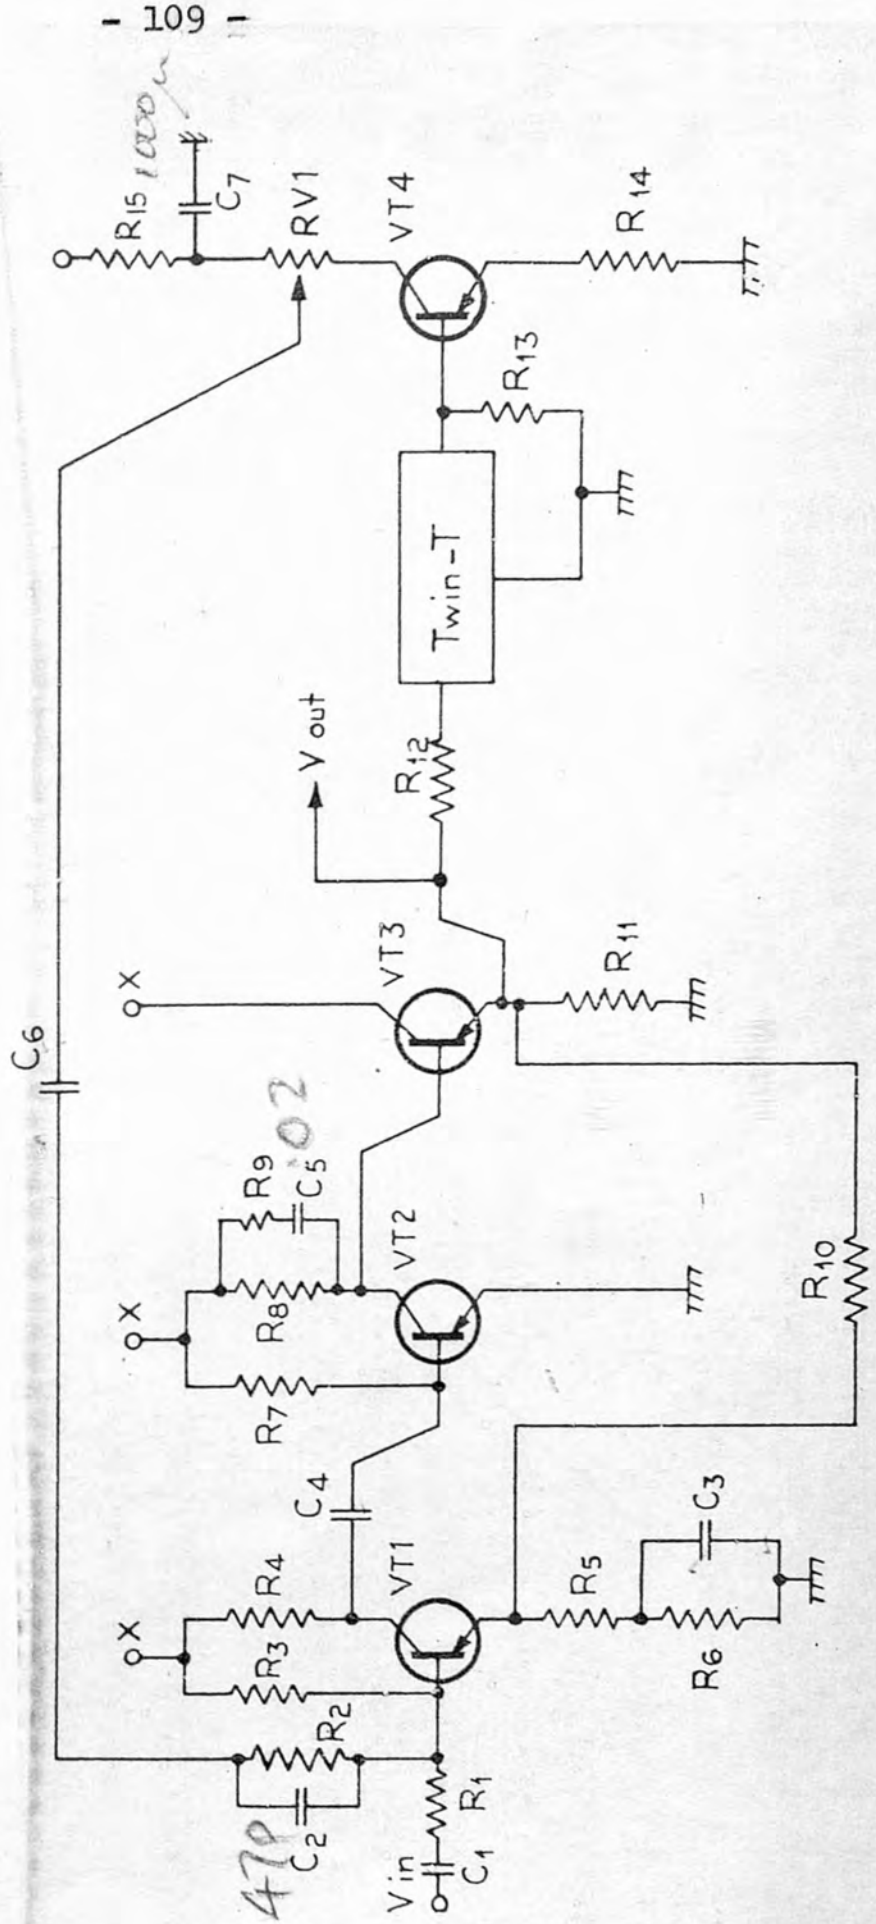 - 109 -
1000 μ
R15
C7
RV1
VT4
R14
R13
Twin-T
V out
R12
VT3
X
R11
C6
.02
R9
C5
VT2
X
R8
R7
R10
C4
VT1
X
R4
R3
R5
C3
R6
R2
C2
47p
R1
C1
Vin